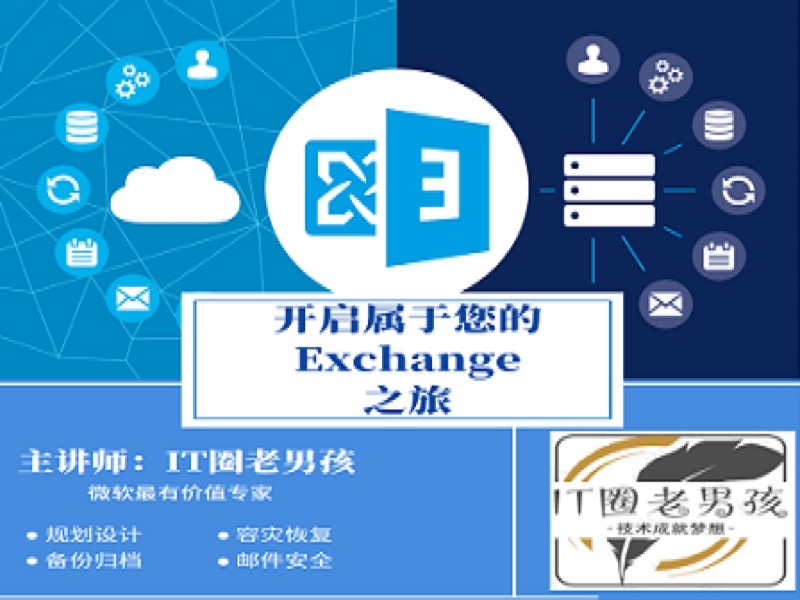 开启属于您的
Exchange
之旅
主讲师：IT圈老男孩
微软最有价值专家
• 规划设计
• 容灾恢复
• 备份归档
• 邮件安全
IT圈老男孩
-技术成就梦想-